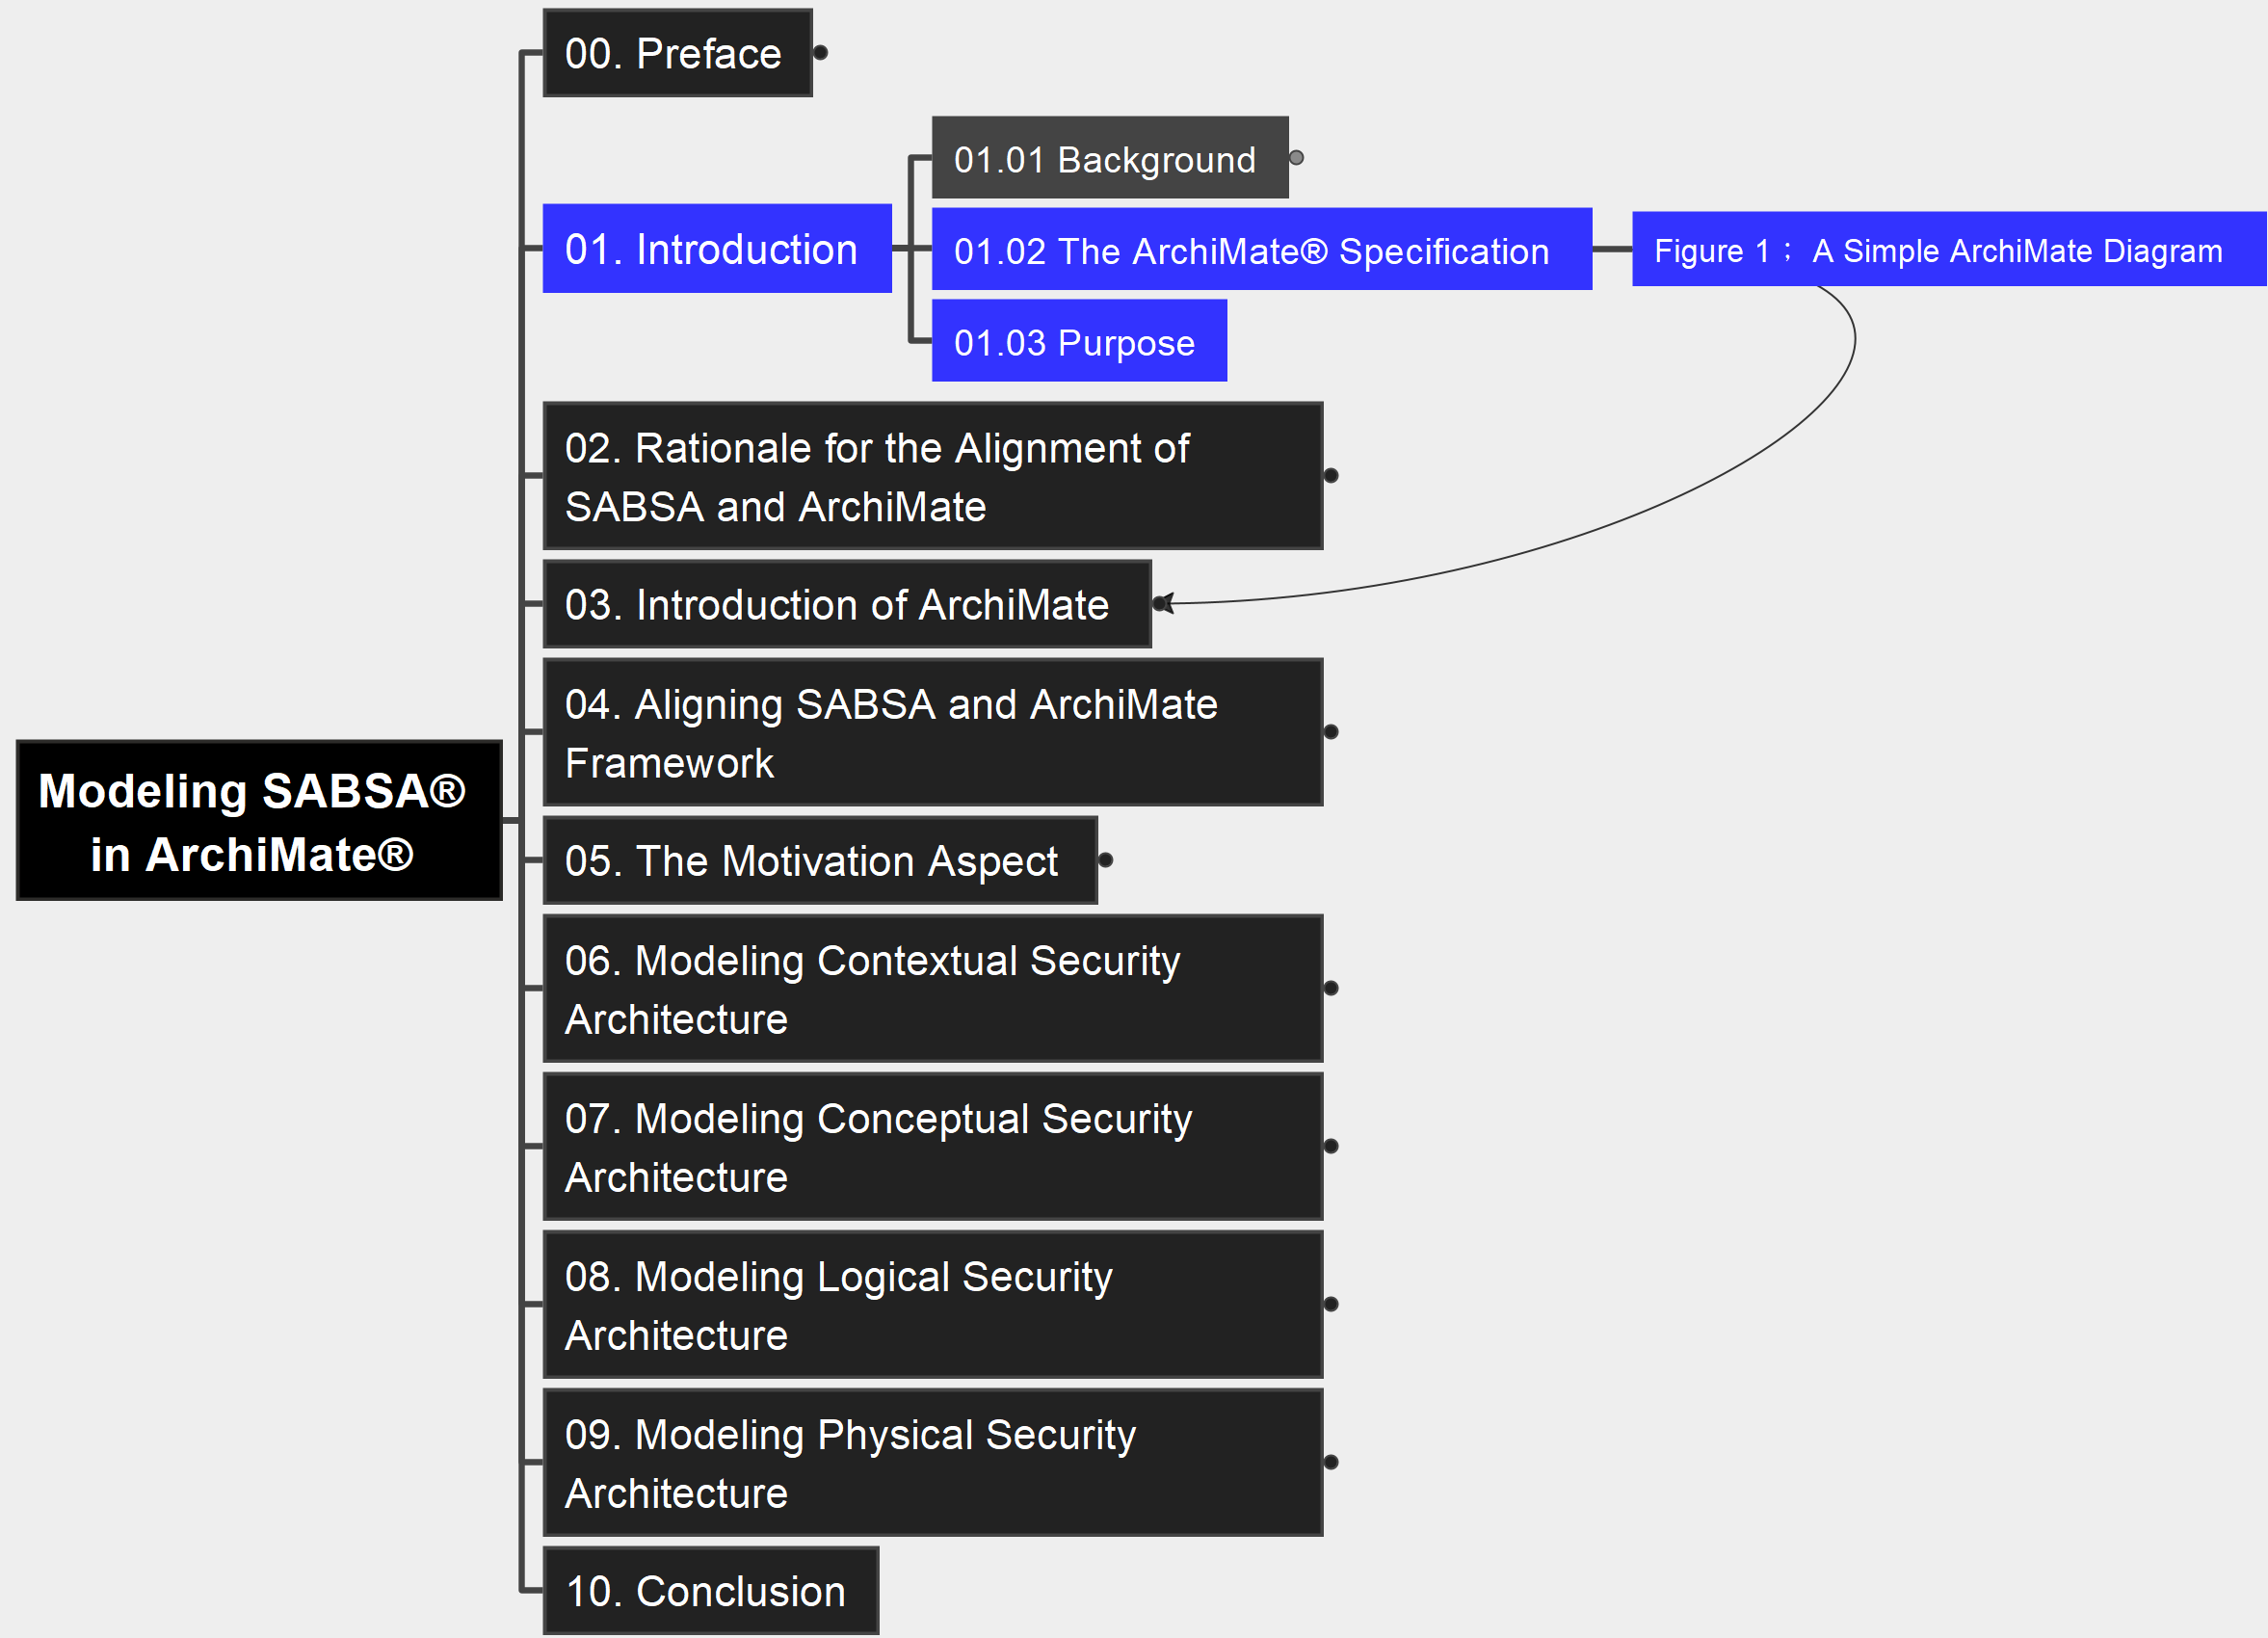 00. Preface
01.01 Background
01. Introduction
01.02 The ArchiMate® Specification
Figure 1； A Simple ArchiMate Diagram
01.03 Purpose
02. Rationale for the Alignment of
SABSA and ArchiMate
03. Introduction of ArchiMate
04. Aligning SABSA and ArchiMate
Framework
Modeling SABSA®
in ArchiMate®
05. The Motivation Aspect
06. Modeling Contextual Security
Architecture
07. Modeling Conceptual Security
Architecture
08. Modeling Logical Security
Architecture
09. Modeling Physical Security
Architecture
10. Conclusion